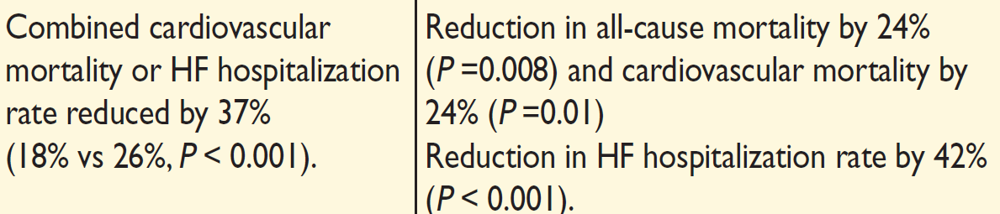 Combined cardiovascular
mortality or HF hospitalization
rate reduced by 37%
(18% vs 26%, P < 0.001).
Reduction in all-cause mortality by 24%
(P =0.008) and cardiovascular mortality by
24% (P =0.01)
Reduction in HF hospitalization rate by 42%
(P < 0.001).